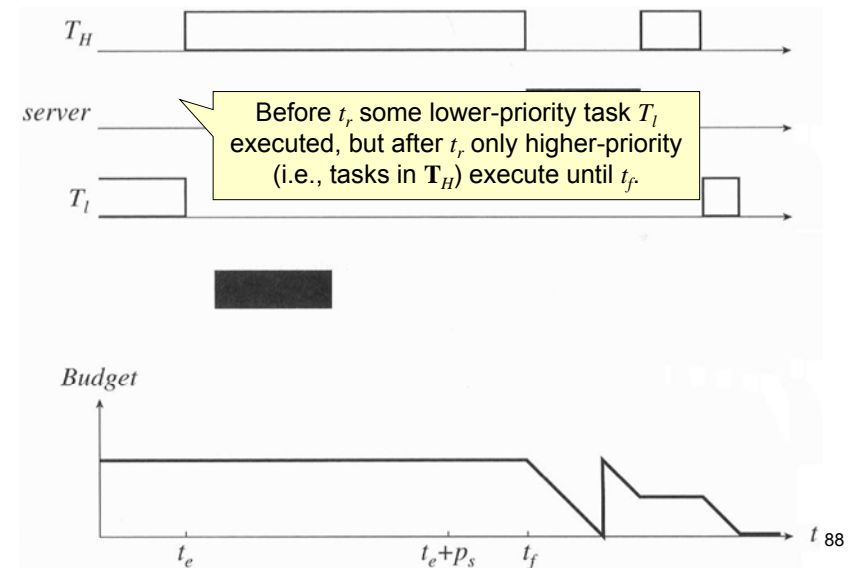 T_H
server
Before t_r some lower-priority task T_l
executed, but after t_r only higher-priority
(i.e., tasks in T_H) execute until t_f.
T_l
Budget
t_e
t_e+p_s
t_f
t
88